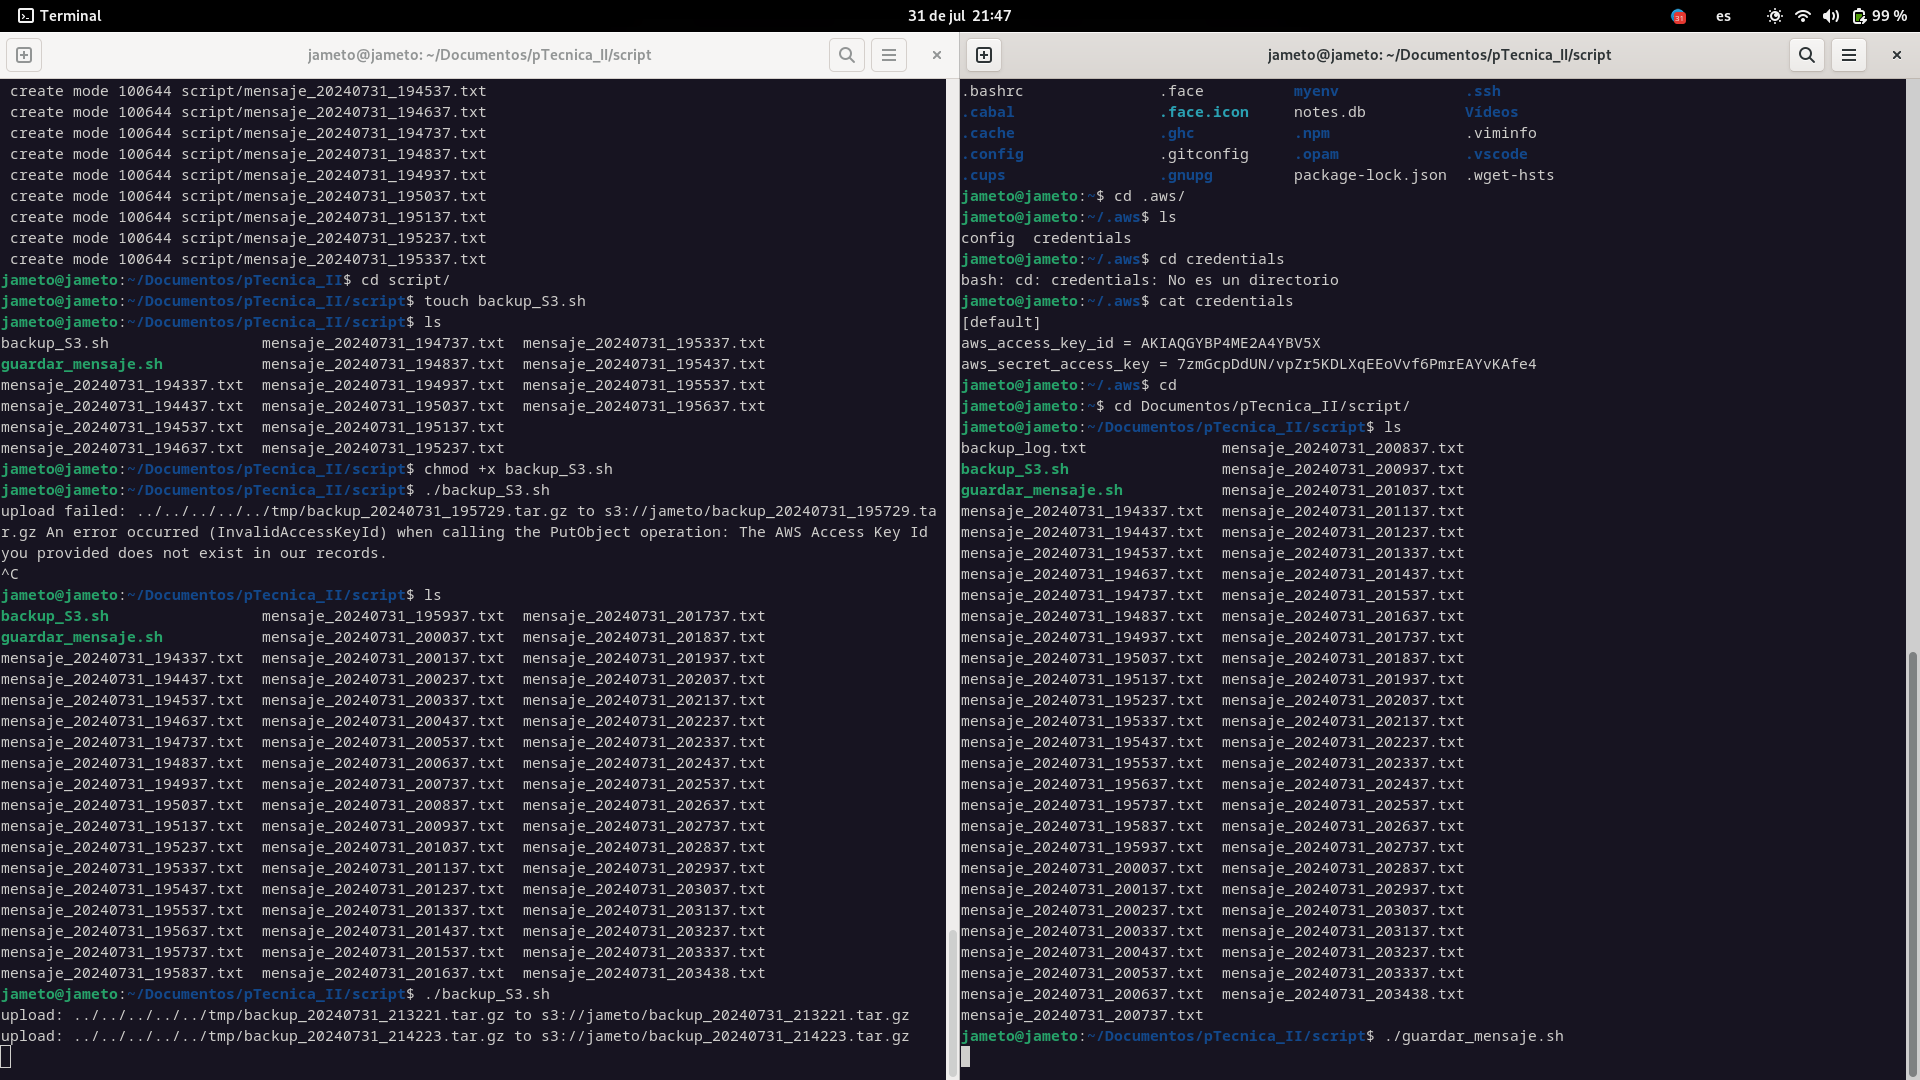 Terminal
31 de jul 21:47
31
es
99 %
jameto@jameto: ~/Documentos/pTecnica_II/script
create mode 100644 script/mensaje_20240731_194537.txt
create mode 100644 script/mensaje_20240731_194637.txt
create mode 100644 script/mensaje_20240731_194737.txt
create mode 100644 script/mensaje_20240731_194837.txt
create mode 100644 script/mensaje_20240731_194937.txt
create mode 100644 script/mensaje_20240731_195037.txt
create mode 100644 script/mensaje_20240731_195137.txt
create mode 100644 script/mensaje_20240731_195237.txt
create mode 100644 script/mensaje_20240731_195337.txt
jameto@jameto:~/Documentos/pTecnica_II$ cd script/
jameto@jameto:~/Documentos/pTecnica_II/script$ touch backup_S3.sh
jameto@jameto:~/Documentos/pTecnica_II/script$ ls
backup_S3.sh mensaje_20240731_194737.txt mensaje_20240731_195337.txt
guardar_mensaje.sh mensaje_20240731_194837.txt mensaje_20240731_195437.txt
mensaje_20240731_194337.txt mensaje_20240731_194937.txt mensaje_20240731_195537.txt
mensaje_20240731_194437.txt mensaje_20240731_195037.txt mensaje_20240731_195637.txt
mensaje_20240731_194537.txt mensaje_20240731_195137.txt
mensaje_20240731_194637.txt mensaje_20240731_195237.txt
jameto@jameto:~/Documentos/pTecnica_II/script$ chmod +x backup_S3.sh
jameto@jameto:~/Documentos/pTecnica_II/script$ ./backup_S3.sh
upload failed: ../../../../../tmp/backup_20240731_195729.tar.gz to s3://jameto/backup_20240731_195729.ta
r.gz An error occurred (InvalidAccessKeyId) when calling the PutObject operation: The AWS Access Key Id
you provided does not exist in our records.
^C
jameto@jameto:~/Documentos/pTecnica_II/script$ ls
backup_S3.sh mensaje_20240731_195937.txt mensaje_20240731_201737.txt
guardar_mensaje.sh mensaje_20240731_200037.txt mensaje_20240731_201837.txt
mensaje_20240731_194337.txt mensaje_20240731_200137.txt mensaje_20240731_201937.txt
mensaje_20240731_194437.txt mensaje_20240731_200237.txt mensaje_20240731_202037.txt
mensaje_20240731_194537.txt mensaje_20240731_200337.txt mensaje_20240731_202137.txt
mensaje_20240731_194637.txt mensaje_20240731_200437.txt mensaje_20240731_202237.txt
mensaje_20240731_194737.txt mensaje_20240731_200537.txt mensaje_20240731_202337.txt
mensaje_20240731_194837.txt mensaje_20240731_200637.txt mensaje_20240731_202437.txt
mensaje_20240731_194937.txt mensaje_20240731_200737.txt mensaje_20240731_202537.txt
mensaje_20240731_195037.txt mensaje_20240731_200837.txt mensaje_20240731_202637.txt
mensaje_20240731_195137.txt mensaje_20240731_200937.txt mensaje_20240731_202737.txt
mensaje_20240731_195237.txt mensaje_20240731_201037.txt mensaje_20240731_202837.txt
mensaje_20240731_195337.txt mensaje_20240731_201137.txt mensaje_20240731_202937.txt
mensaje_20240731_195437.txt mensaje_20240731_201237.txt mensaje_20240731_203037.txt
mensaje_20240731_195537.txt mensaje_20240731_201337.txt mensaje_20240731_203137.txt
mensaje_20240731_195637.txt mensaje_20240731_201437.txt mensaje_20240731_203237.txt
mensaje_20240731_195737.txt mensaje_20240731_201537.txt mensaje_20240731_203337.txt
mensaje_20240731_195837.txt mensaje_20240731_201637.txt mensaje_20240731_203438.txt
jameto@jameto:~/Documentos/pTecnica_II/script$ ./backup_S3.sh
upload: ../../../../../tmp/backup_20240731_213221.tar.gz to s3://jameto/backup_20240731_213221.tar.gz
upload: ../../../../../tmp/backup_20240731_214223.tar.gz to s3://jameto/backup_20240731_214223.tar.gz
jameto@jameto: ~/Documentos/pTecnica_II/script
.bashrc .face myenv .ssh
.cabal .face.icon notes.db Vídeos
.cache .ghc .npm .viminfo
.config .gitconfig .opam .vscode
.cups .gnupg package-lock.json .wget-hsts
jameto@jameto:~$ cd .aws/
jameto@jameto:~/.aws$ ls
config credentials
jameto@jameto:~/.aws$ cd credentials
bash: cd: credentials: No es un directorio
jameto@jameto:~/.aws$ cat credentials
[default]
aws_access_key_id = AKIAQGYBP4ME2A4YBV5X
aws_secret_access_key = 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
jameto@jameto:~/.aws$ cd
jameto@jameto:~$ cd Documentos/pTecnica_II/script/
jameto@jameto:~/Documentos/pTecnica_II/script$ ls
backup_log.txt mensaje_20240731_200837.txt
backup_S3.sh mensaje_20240731_200937.txt
guardar_mensaje.sh mensaje_20240731_201037.txt
mensaje_20240731_194337.txt mensaje_20240731_201137.txt
mensaje_20240731_194437.txt mensaje_20240731_201237.txt
mensaje_20240731_194537.txt mensaje_20240731_201337.txt
mensaje_20240731_194637.txt mensaje_20240731_201437.txt
mensaje_20240731_194737.txt mensaje_20240731_201537.txt
mensaje_20240731_194837.txt mensaje_20240731_201637.txt
mensaje_20240731_194937.txt mensaje_20240731_201737.txt
mensaje_20240731_195037.txt mensaje_20240731_201837.txt
mensaje_20240731_195137.txt mensaje_20240731_201937.txt
mensaje_20240731_195237.txt mensaje_20240731_202037.txt
mensaje_20240731_195337.txt mensaje_20240731_202137.txt
mensaje_20240731_195437.txt mensaje_20240731_202237.txt
mensaje_20240731_195537.txt mensaje_20240731_202337.txt
mensaje_20240731_195637.txt mensaje_20240731_202437.txt
mensaje_20240731_195737.txt mensaje_20240731_202537.txt
mensaje_20240731_195837.txt mensaje_20240731_202637.txt
mensaje_20240731_195937.txt mensaje_20240731_202737.txt
mensaje_20240731_200037.txt mensaje_20240731_202837.txt
mensaje_20240731_200137.txt mensaje_20240731_202937.txt
mensaje_20240731_200237.txt mensaje_20240731_203037.txt
mensaje_20240731_200337.txt mensaje_20240731_203137.txt
mensaje_20240731_200437.txt mensaje_20240731_203237.txt
mensaje_20240731_200537.txt mensaje_20240731_203337.txt
mensaje_20240731_200637.txt mensaje_20240731_203438.txt
mensaje_20240731_200737.txt
jameto@jameto:~/Documentos/pTecnica_II/script$ ./guardar_mensaje.sh